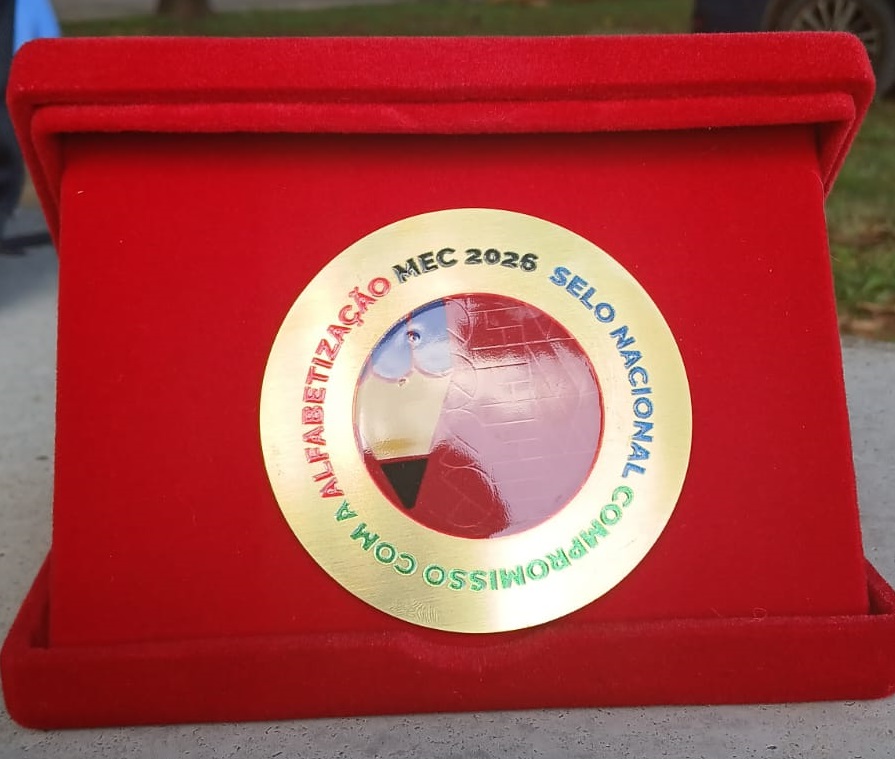 SELO NACIONAL COMPROMISSO COM A ALFABETIZAÇÃO MEC 2026